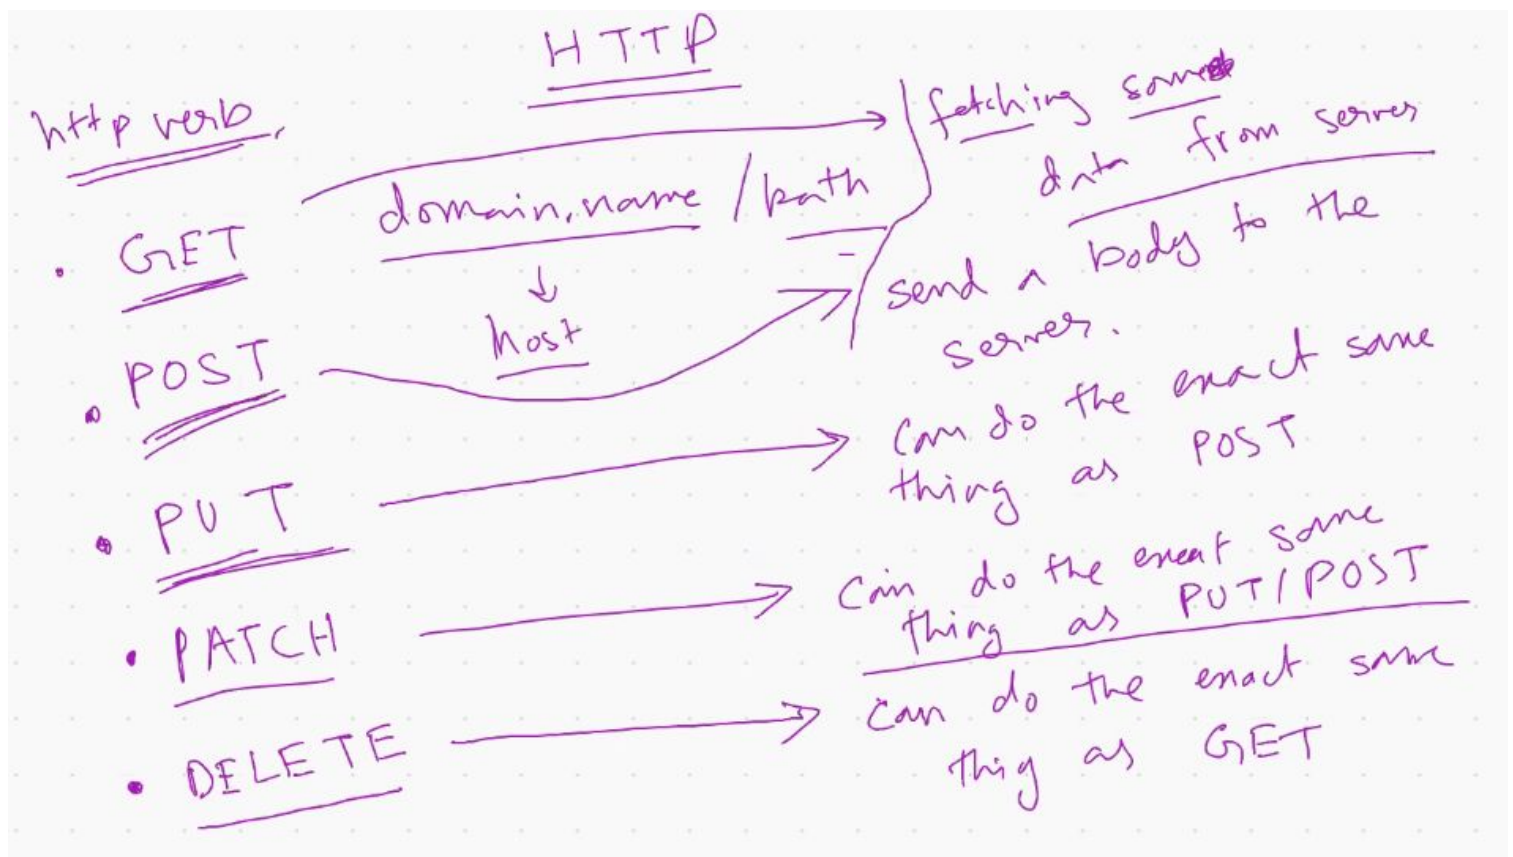 HTTP
http verb,
fetching some
data from server
domain.name /path
• GET
send a body to the
server.
host
• POST
can do the exact same
thing as POST
• PUT
can do the exact same
thing as PUT/POST
• PATCH
can do the exact same
thig as GET
• DELETE